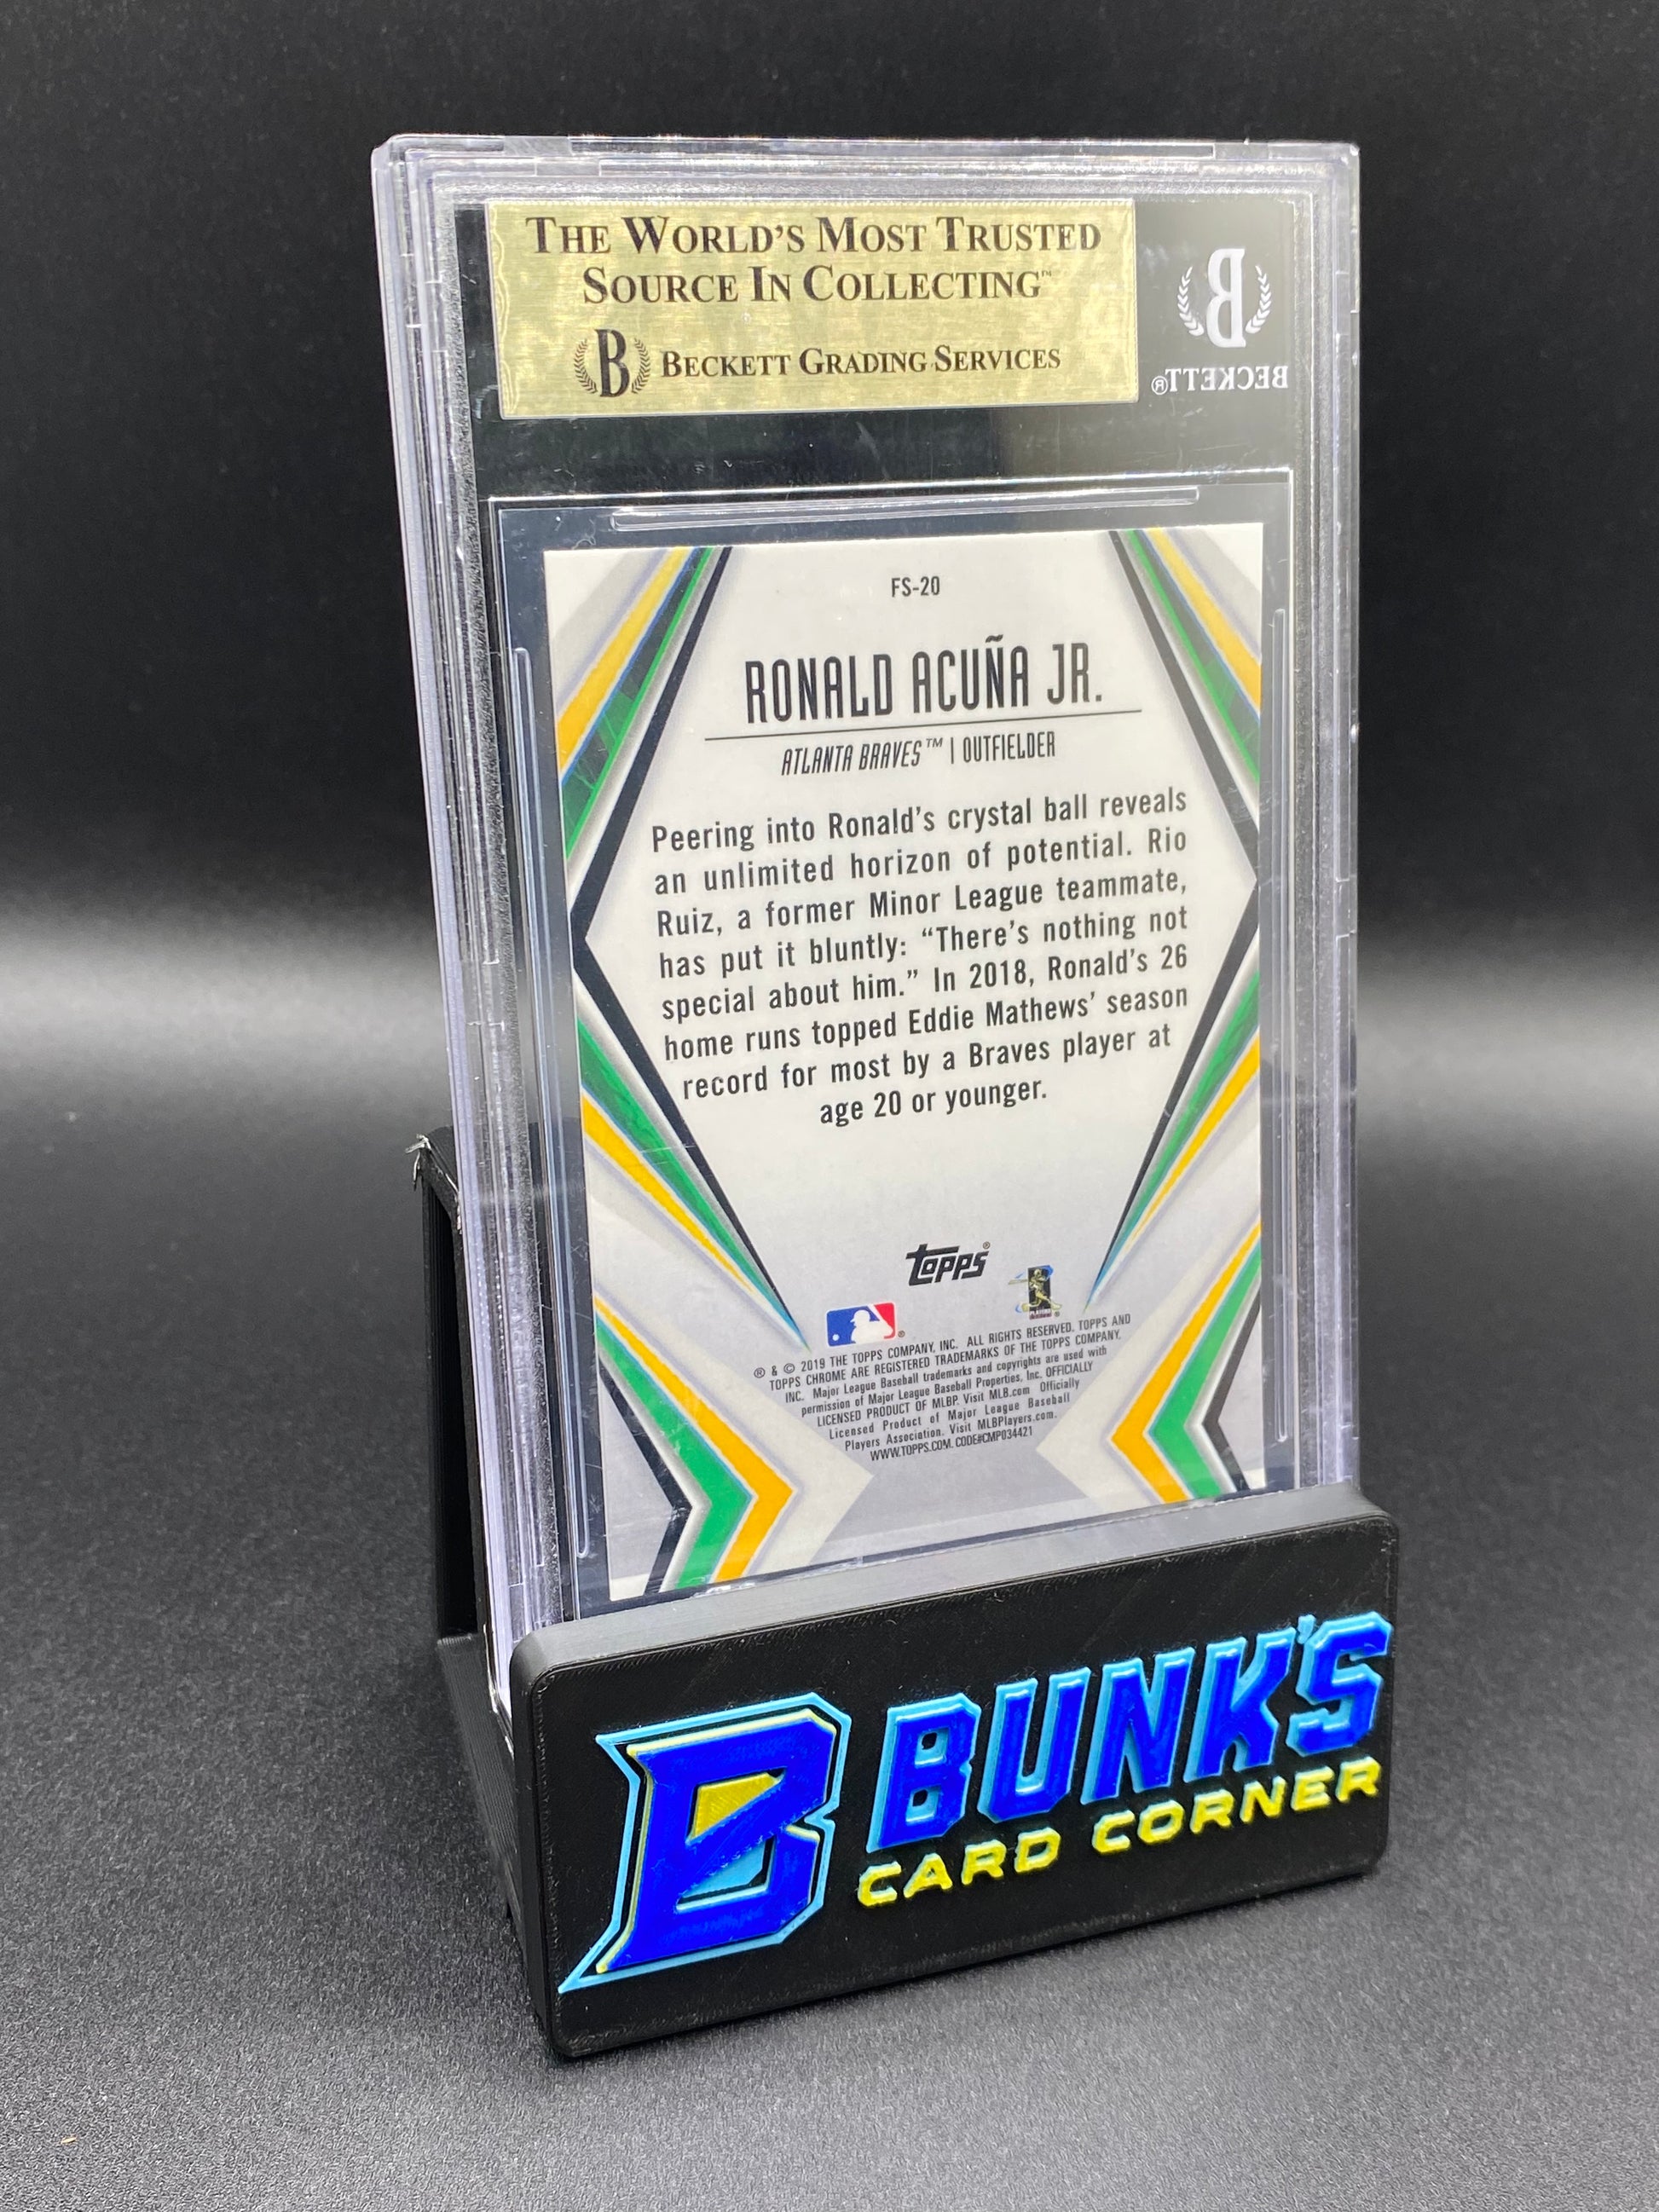 THE WORLD'S MOST TRUSTED
SOURCE IN COLLECTING™
B BECKETT GRADING SERVICES
B
BECKETT®
FS-20
RONALD ACUÑA JR.
ATLANTA BRAVES™ | OUTFIELDER
Peering into Ronald's crystal ball reveals
an unlimited horizon of potential. Rio
Ruiz, a former Minor League teammate,
has put it bluntly: “There's nothing not
special about him.” In 2018, Ronald's 26
home runs topped Eddie Mathews' season
record for most by a Braves player at
age 20 or younger.
topps®
® & © 2019 THE TOPPS COMPANY, INC. ALL RIGHTS RESERVED. TOPPS AND
TOPPS CHROME ARE REGISTERED TRADEMARKS OF THE TOPPS COMPANY,
INC. Major League Baseball trademarks and copyrights are used with
permission of Major League Baseball Properties, Inc. OFFICIALLY
LICENSED PRODUCT OF MLBP. Visit MLB.com Officially
Licensed Product of Major League Baseball
Players Association. Visit MLBPlayers.com.
WWW.TOPPS.COM. CODE#CMP034421
B BUNK'S
CARD CORNER